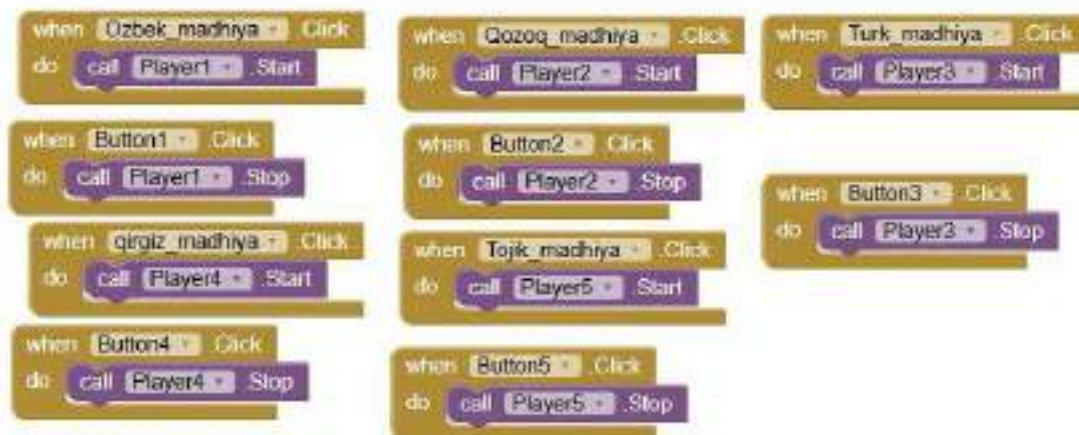 when Ozbek_madhiya .Click
do call Player1 .Start
when Qozoq_madhiya .Click
do call Player2 .Start
when Turk_madhiya .Click
do call Player3 .Start
when Button1 .Click
do call Player1 .Stop
when Button2 .Click
do call Player2 .Stop
when Button3 .Click
do call Player3 .Stop
when qirgiz_madhiya .Click
do call Player4 .Start
when Tojik_madhiya .Click
do call Player5 .Start
when Button4 .Click
do call Player4 .Stop
when Button5 .Click
do call Player5 .Stop